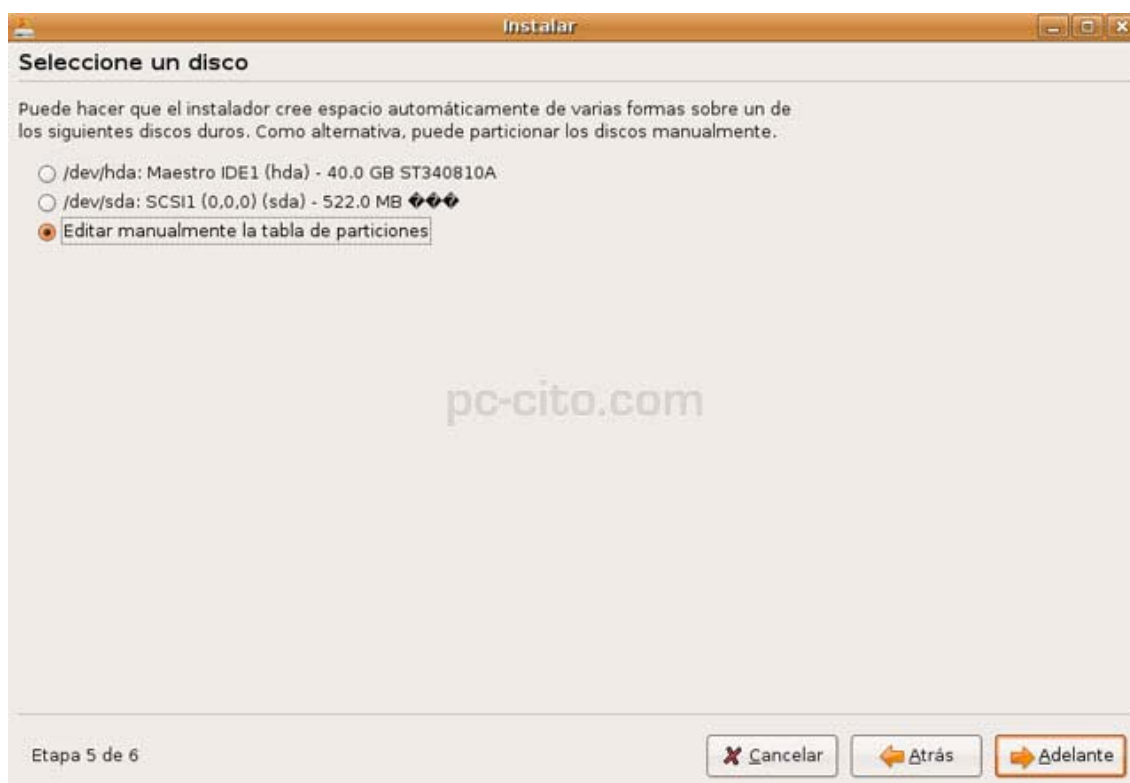 Instalar
Seleccione un disco
Puede hacer que el instalador cree espacio automáticamente de varias formas sobre un de
los siguientes discos duros. Como alternativa, puede particionar los discos manualmente.
/dev/hda: Maestro IDE1 (hda) - 40.0 GB ST340810A
/dev/sda: SCSI1 (0,0,0) (sda) - 522.0 MB ���
Editar manualmente la tabla de particiones
pc-cito.com
Etapa 5 de 6
Cancelar
Atrás
Adelante